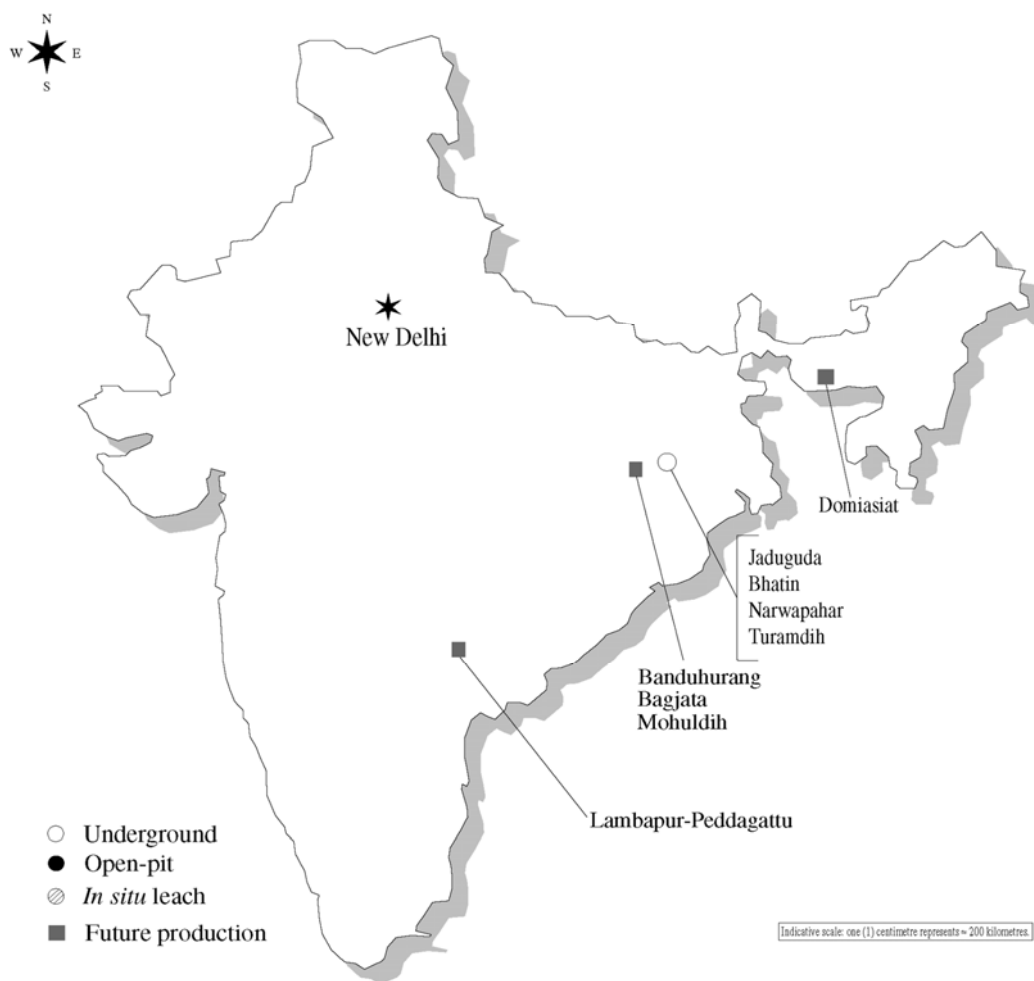 N
W E
S
New Delhi
Domiasiat
Jaduguda
Bhatin
Narwapahar
Turamdih
Banduhurang
Bagjata
Mohuldih
Lambapur-Peddagattu
Underground
Open-pit
In situ leach
Future production
Indicative scale: one (1) centimetre represents ≈ 200 kilometres.